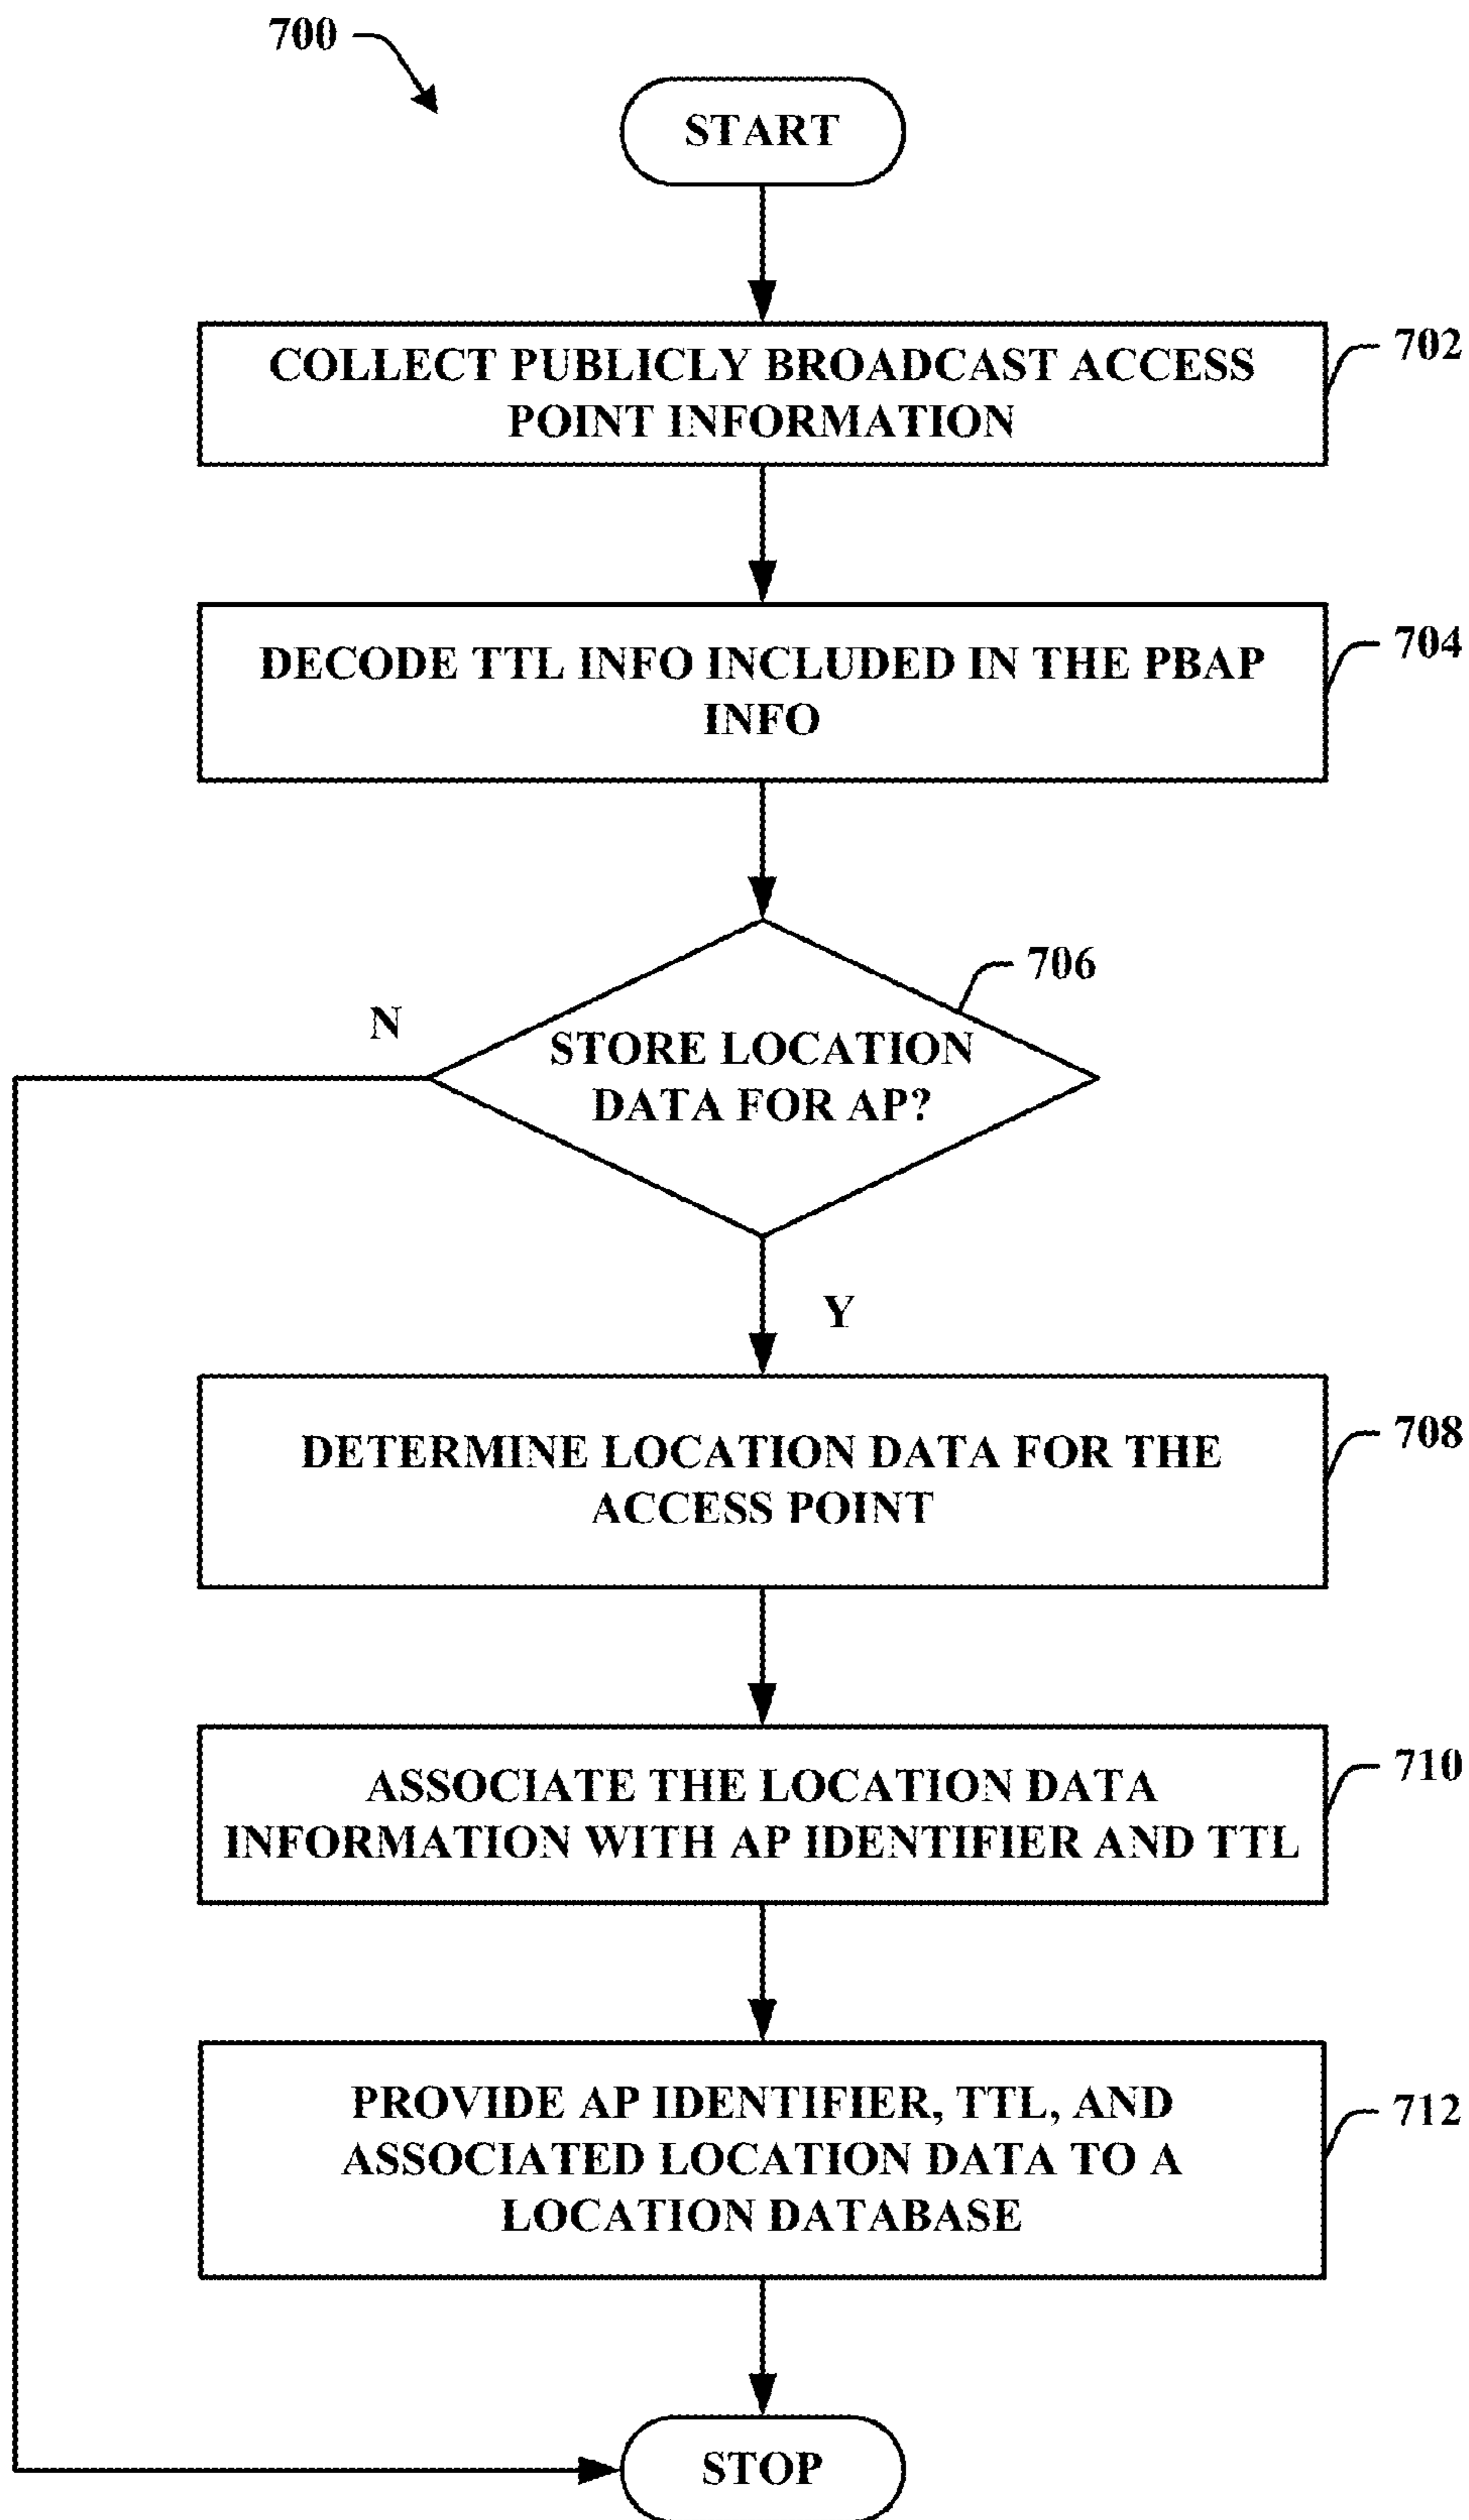 700
START
COLLECT PUBLICLY BROADCAST ACCESS
POINT INFORMATION
702
DECODE TTL INFO INCLUDED IN THE PBAP
INFO
704
706
N
STORE LOCATION
DATA FOR AP?
Y
DETERMINE LOCATION DATA FOR THE
ACCESS POINT
708
ASSOCIATE THE LOCATION DATA
INFORMATION WITH AP IDENTIFIER AND TTL
710
PROVIDE AP IDENTIFIER, TTL, AND
ASSOCIATED LOCATION DATA TO A
LOCATION DATABASE
712
STOP